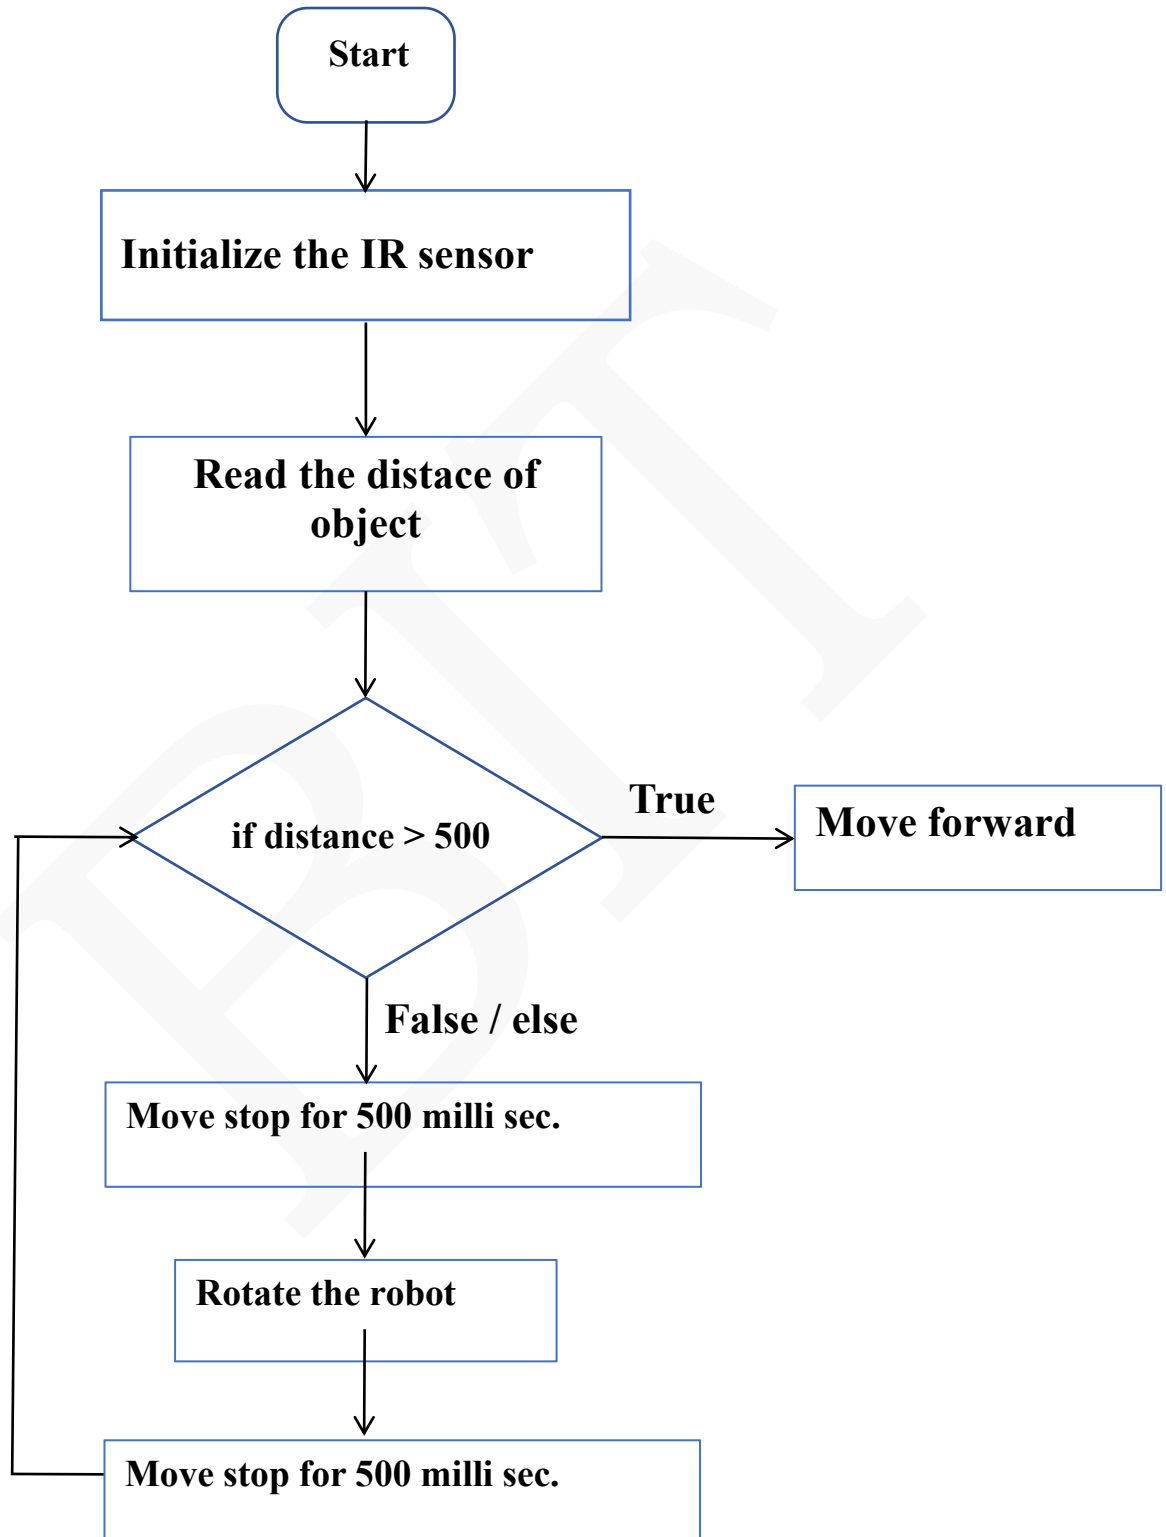 Start
Initialize the IR sensor
Read the distace of
object
if distance > 500
True
Move forward
False / else
Move stop for 500 milli sec.
Rotate the robot
Move stop for 500 milli sec.
BIT